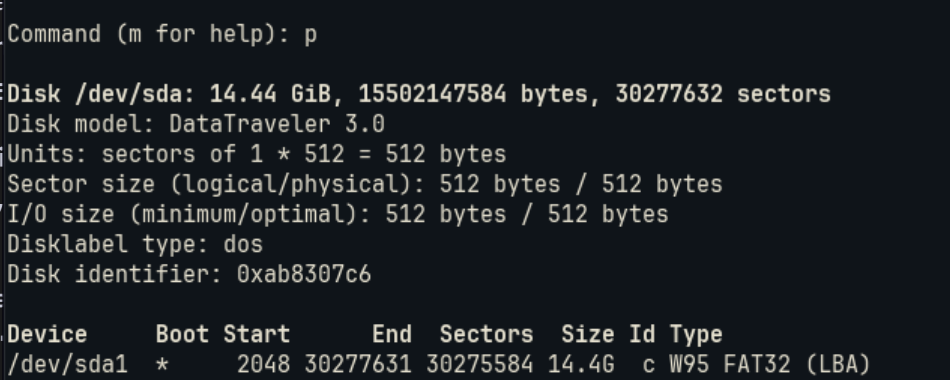 Command (m for help): p
Disk /dev/sda: 14.44 GiB, 15502147584 bytes, 30277632 sectors
Disk model: DataTraveler 3.0
Units: sectors of 1 * 512 = 512 bytes
Sector size (logical/physical): 512 bytes / 512 bytes
I/O size (minimum/optimal): 512 bytes / 512 bytes
Disklabel type: dos
Disk identifier: 0xab8307c6
Device     Boot Start      End  Sectors  Size Id Type
/dev/sda1  *     2048 30277631 30275584 14.4G  c W95 FAT32 (LBA)